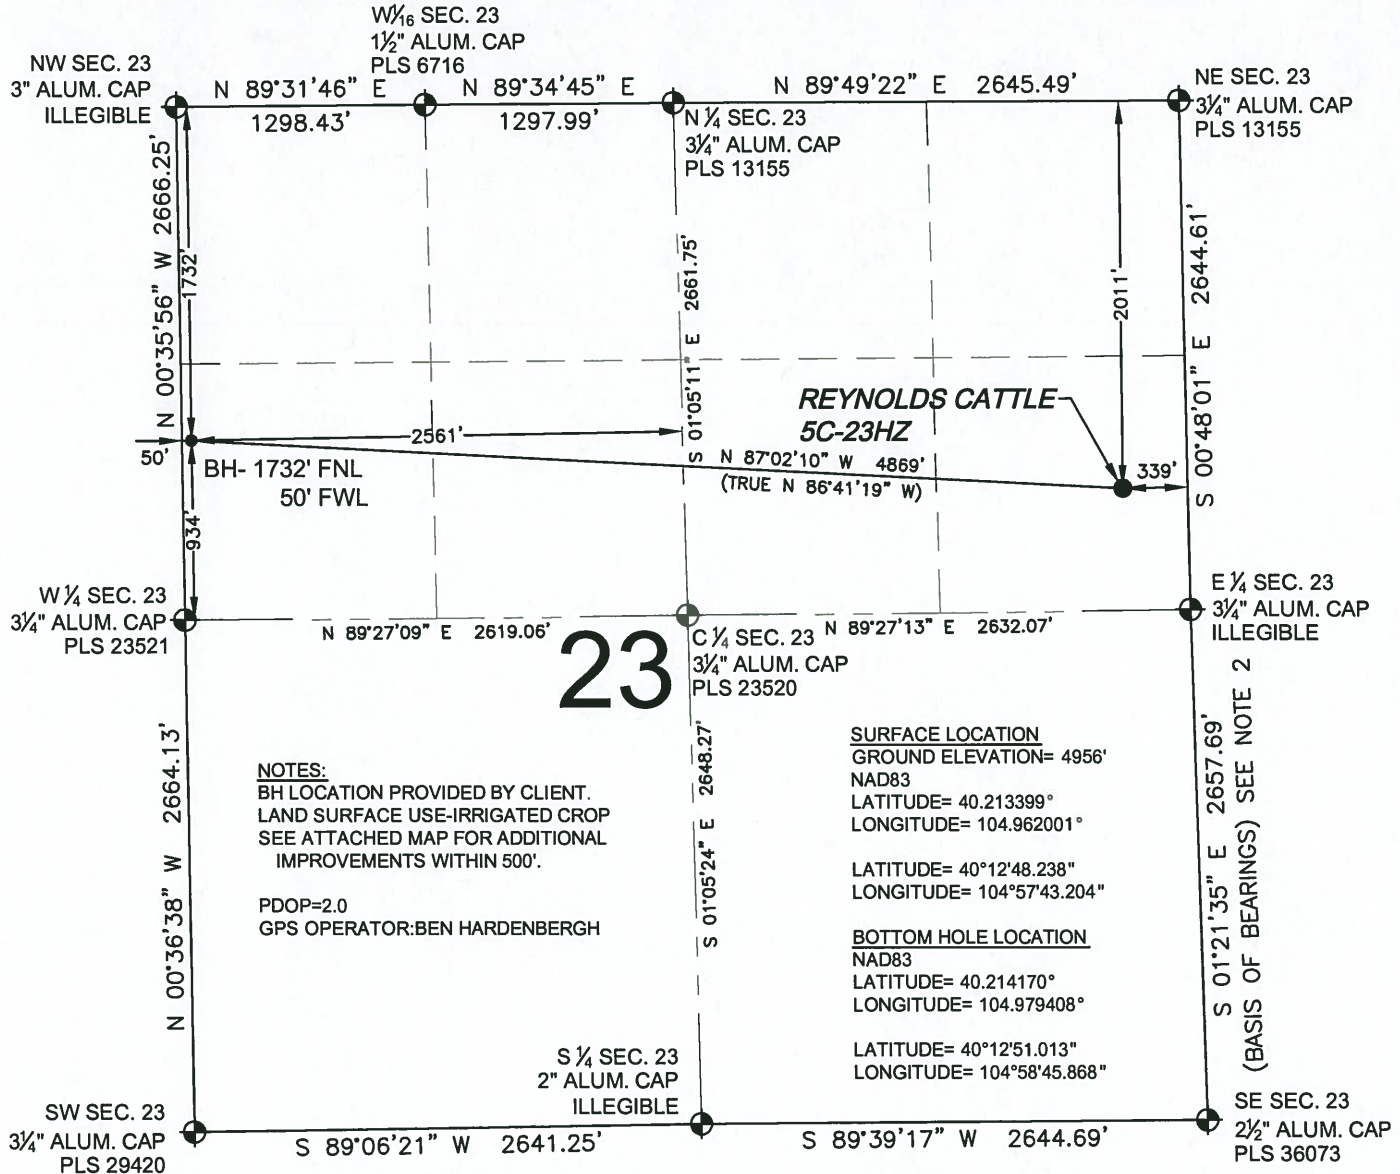 W 1/16 SEC. 23
1½" ALUM. CAP
PLS 6716
NW SEC. 23
3" ALUM. CAP
ILLEGIBLE
N 89°31'46" E
1298.43'
N 89°34'45" E
1297.99'
N ¼ SEC. 23
3¼" ALUM. CAP
PLS 13155
N 89°49'22" E 2645.49'
NE SEC. 23
3¼" ALUM. CAP
PLS 13155
N 00°35'56" W 2666.25'
1732'
S 01°05'11" E 2661.75'
2011'
S 00°48'01" E 2644.61'
REYNOLDS CATTLE
5C-23HZ
2561'
50'
BH- 1732' FNL
50' FWL
N 87°02'10" W 4869'
(TRUE N 86°41'19" W)
339'
934'
W ¼ SEC. 23
3¼" ALUM. CAP
PLS 23521
N 89°27'09" E 2619.06'
23
C ¼ SEC. 23
3¼" ALUM. CAP
PLS 23520
N 89°27'13" E 2632.07'
E ¼ SEC. 23
3¼" ALUM. CAP
ILLEGIBLE
N 00°36'38" W 2664.13'
NOTES:
BH LOCATION PROVIDED BY CLIENT.
LAND SURFACE USE-IRRIGATED CROP
SEE ATTACHED MAP FOR ADDITIONAL
IMPROVEMENTS WITHIN 500'.
PDOP=2.0
GPS OPERATOR:BEN HARDENBERGH
S 01°05'24" E 2648.27'
SURFACE LOCATION
GROUND ELEVATION= 4956'
NAD83
LATITUDE= 40.213399°
LONGITUDE= 104.962001°
LATITUDE= 40°12'48.238"
LONGITUDE= 104°57'43.204"
BOTTOM HOLE LOCATION
NAD83
LATITUDE= 40.214170°
LONGITUDE= 104.979408°
LATITUDE= 40°12'51.013"
LONGITUDE= 104°58'45.868"
S 01°21'35" E 2657.69'
(BASIS OF BEARINGS) SEE NOTE 2
SW SEC. 23
3¼" ALUM. CAP
PLS 29420
S 89°06'21" W 2641.25'
S ¼ SEC. 23
2" ALUM. CAP
ILLEGIBLE
S 89°39'17" W 2644.69'
SE SEC. 23
2½" ALUM. CAP
PLS 36073